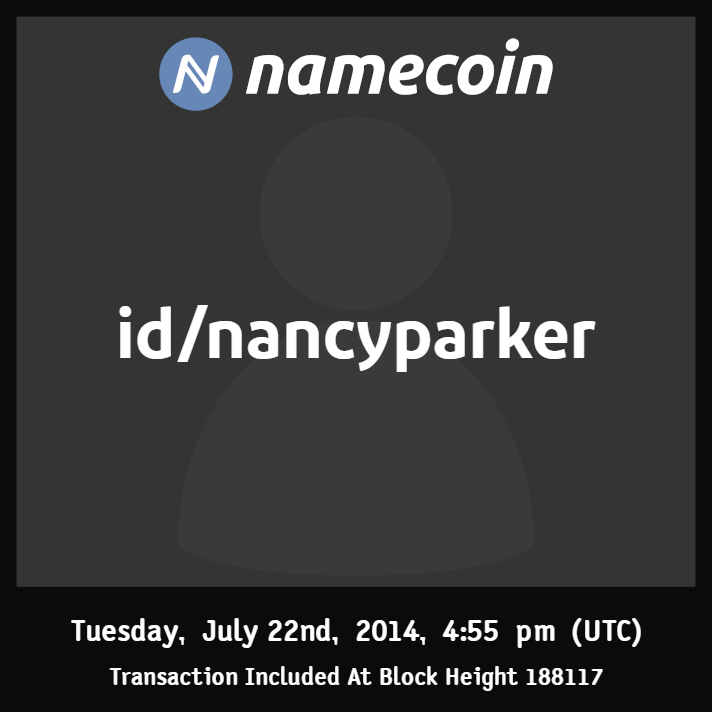 namecoin
id/nancyparker
Tuesday, July 22nd, 2014, 4:55 pm (UTC)
Transaction Included At Block Height 188117